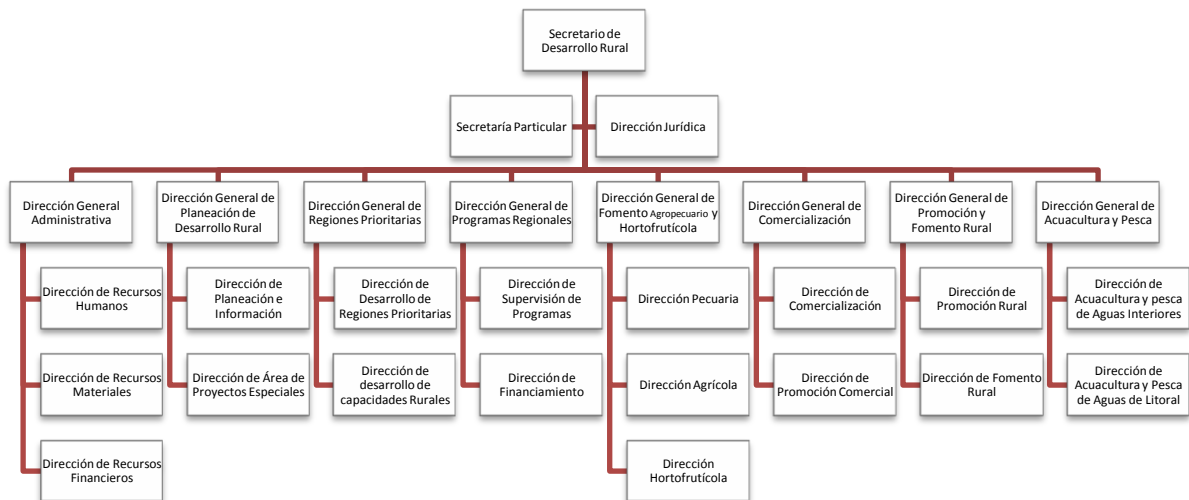 Secretario de
Desarrollo Rural
Secretaría Particular
Dirección Jurídica
Dirección General
Administrativa
Dirección General de
Planeación de
Desarrollo Rural
Dirección General de
Regiones Prioritarias
Dirección General de
Programas Regionales
Dirección General de
Fomento Agropecuario y
Hortofrutícola
Dirección General de
Comercialización
Dirección General de
Promoción y
Fomento Rural
Dirección General de
Acuacultura y Pesca
Dirección de Recursos
Humanos
Dirección de
Planeación e
Información
Dirección de
Desarrollo de
Regiones Prioritarias
Dirección de
Supervisión de
Programas
Dirección Pecuaria
Dirección de
Comercialización
Dirección de
Promoción Rural
Dirección de
Acuacultura y pesca
de Aguas Interiores
Dirección de Recursos
Materiales
Dirección de Área de
Proyectos Especiales
Dirección de
desarrollo de
capacidades Rurales
Dirección de
Financiamiento
Dirección Agrícola
Dirección de
Promoción Comercial
Dirección de Fomento
Rural
Dirección de
Acuacultura y Pesca
de Aguas de Litoral
Dirección de Recursos
Financieros
Dirección
Hortofrutícola